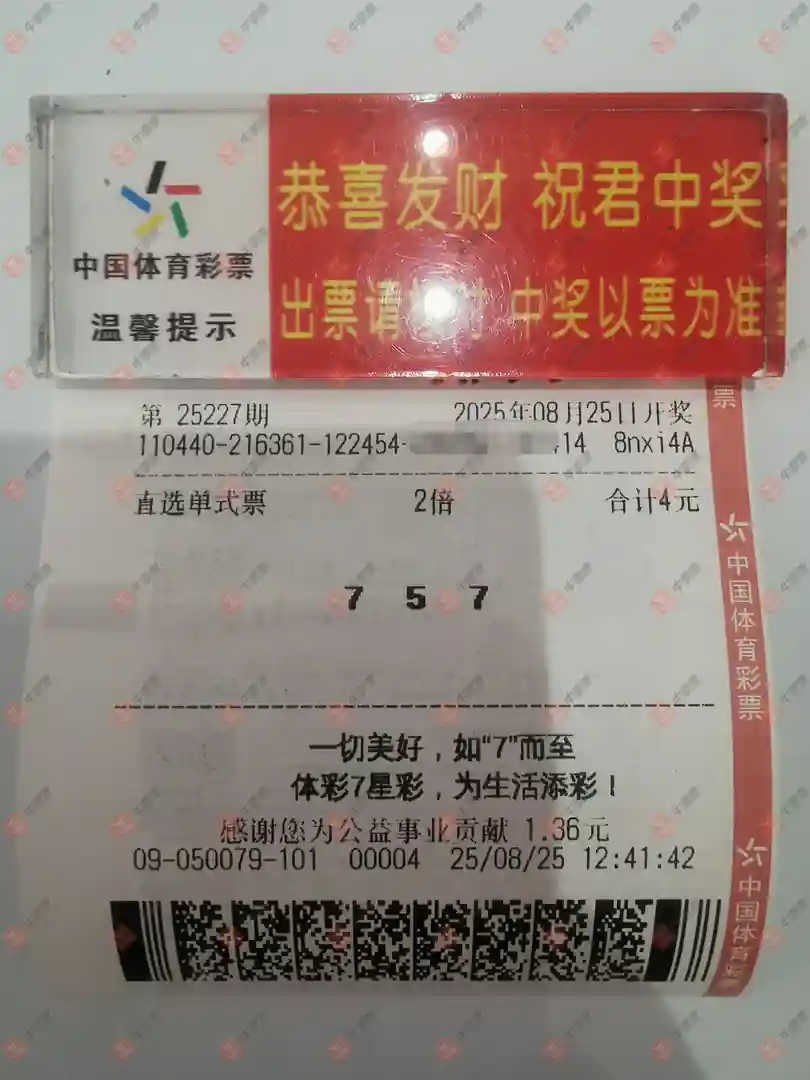 恭喜发财 祝君中奖
中国体育彩票
温馨提示
出票请 中奖以票为准
票
第 25227期 2025年08月25日开奖
110440-216361-122454- 14 8nxi4A
直选单式票 2倍 合计4元
7 5 7
中国体育彩票
一切美好，如“7”而至
体彩7星彩，为生活添彩！
感谢您为公益事业贡献 1.36元
09-050079-101 00004 25/08/25 12:41:42
中国体育彩票